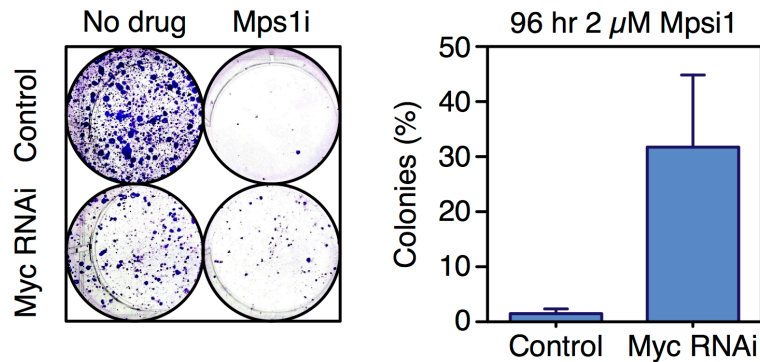 No drug Mps1i
Control
Myc RNAi
96 hr 2 µM Mpsi1
Colonies (%)
50
40
30
20
10
0
Control Myc RNAi